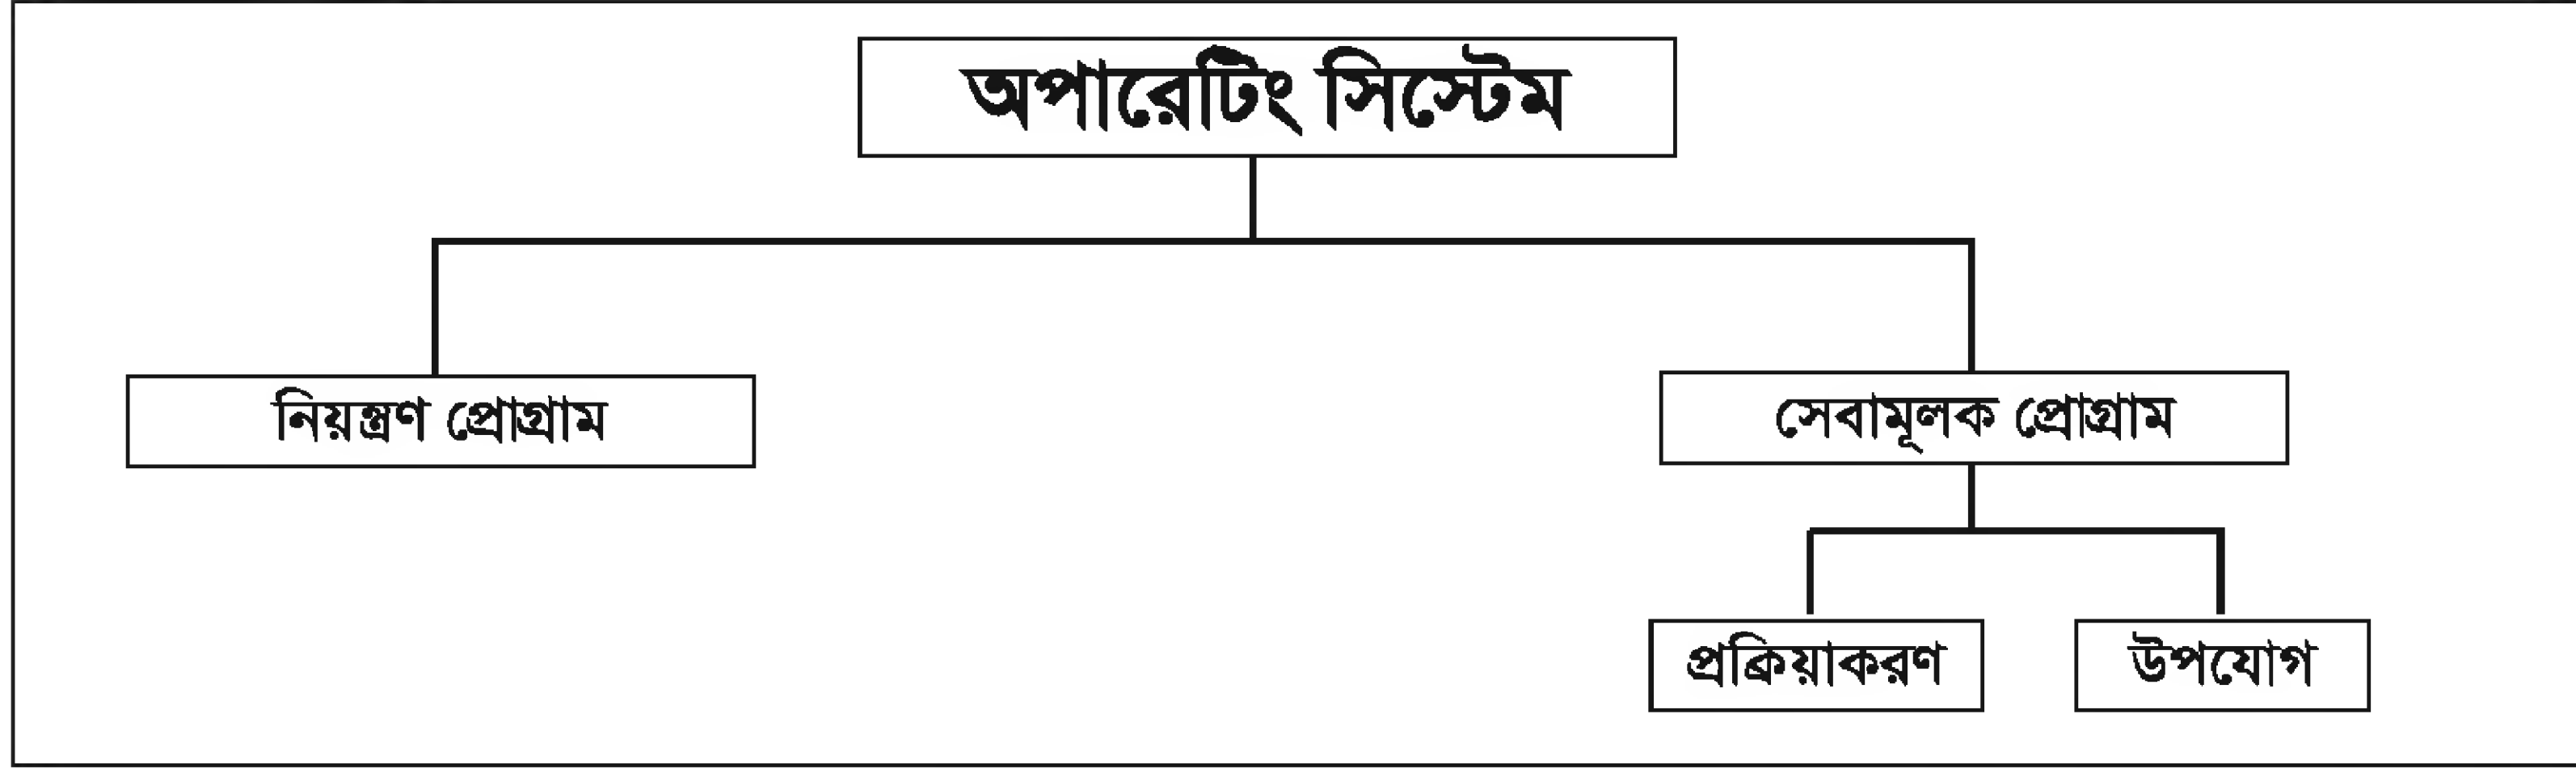 অপারেটিং সিস্টেম
নিয়ন্ত্রণ প্রোগ্রাম
সেবামূলক প্রোগ্রাম
প্রক্রিয়াকরণ
উপযোগ